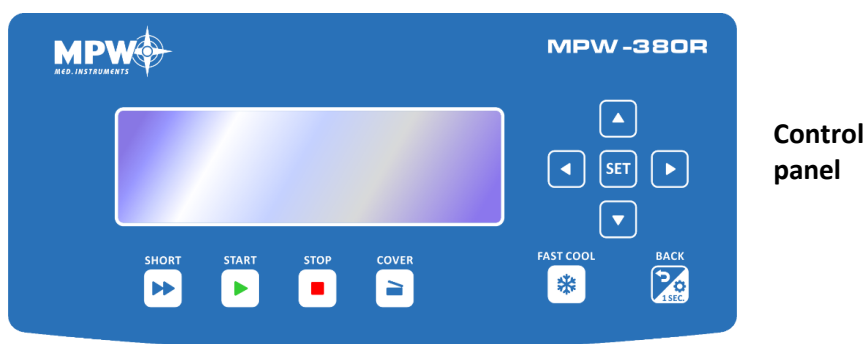 MPW
MED. INSTRUMENTS
MPW-380R
Control
panel
SET
SHORT
START
STOP
COVER
FAST COOL
BACK
1 SEC.